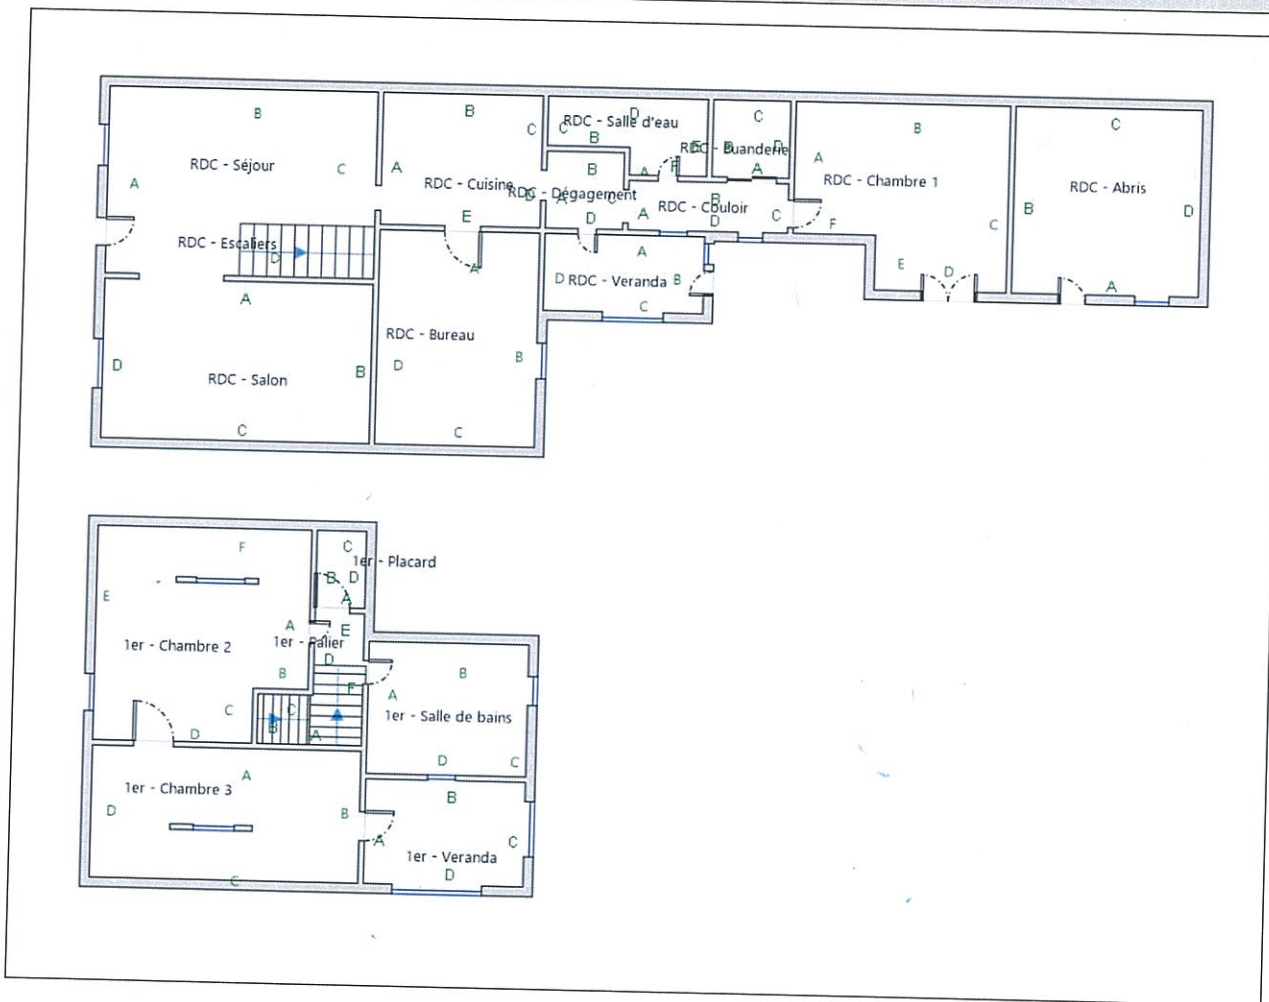 B
D
C
RDC - Salle d'eau
C
C
B
B
RDC - Buanderie
E
B
D
A
B
A
RDC - Chambre 1
C
RDC - Abris
B
D
A
RDC - Séjour
C
A
A
RDC - Cuisine
D
B
RDC - Dégagement
A
C
D
A
F
A
RDC - Couloir
B
D
C
F
C
E
D
E
RDC - Escaliers
D
A
A
RDC - Veranda
D
B
C
A
RDC - Bureau
D
B
C
D
RDC - Salon
B
C
F
C
1er - Placard
B
D
A
E
A
E
1er - Chambre 2
1er - Palier
D
B
F
A
B
1er - Salle de bains
C
C
B
A
D
D
C
A
1er - Chambre 3
D
B
B
A
C
1er - Veranda
D
C